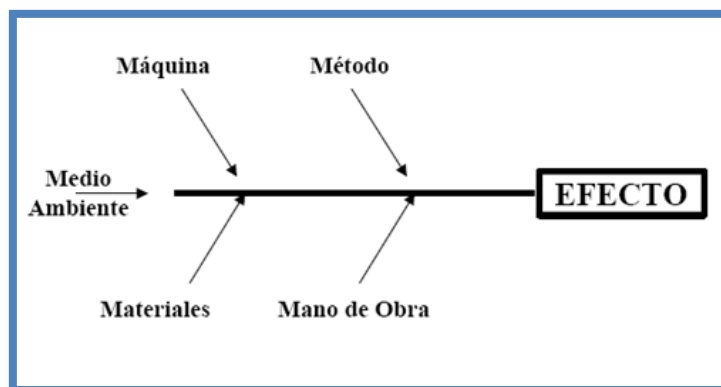 Máquina
Método
Medio
Ambiente
EFECTO
Materiales
Mano de Obra